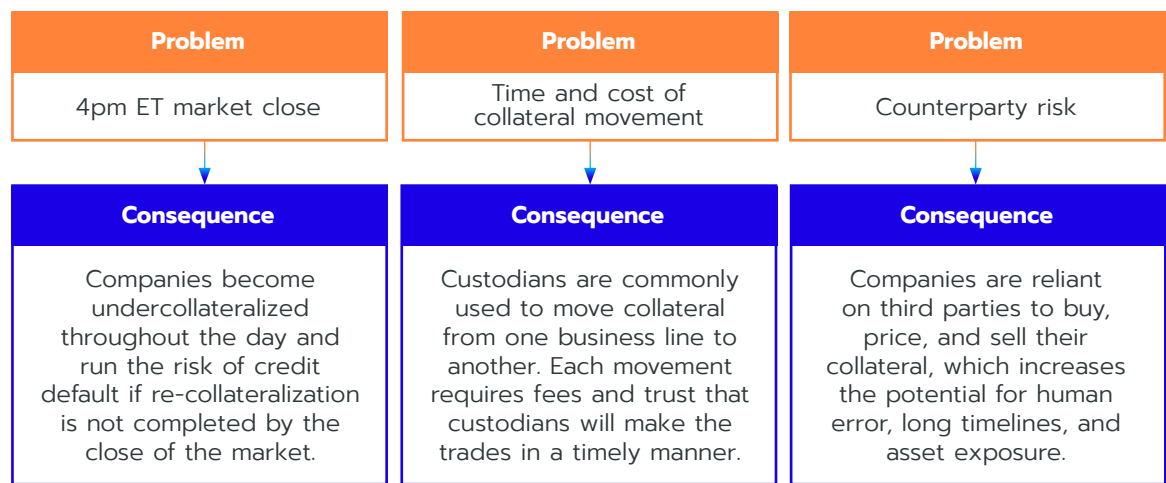 Problem
4pm ET market close
Consequence
Companies become
undercollateralized
throughout the day and
run the risk of credit
default if re-collateralization
is not completed by the
close of the market.
Problem
Time and cost of
collateral movement
Consequence
Custodians are commonly
used to move collateral
from one business line to
another. Each movement
requires fees and trust that
custodians will make the
trades in a timely manner.
Problem
Counterparty risk
Consequence
Companies are reliant
on third parties to buy,
price, and sell their
collateral, which increases
the potential for human
error, long timelines, and
asset exposure.